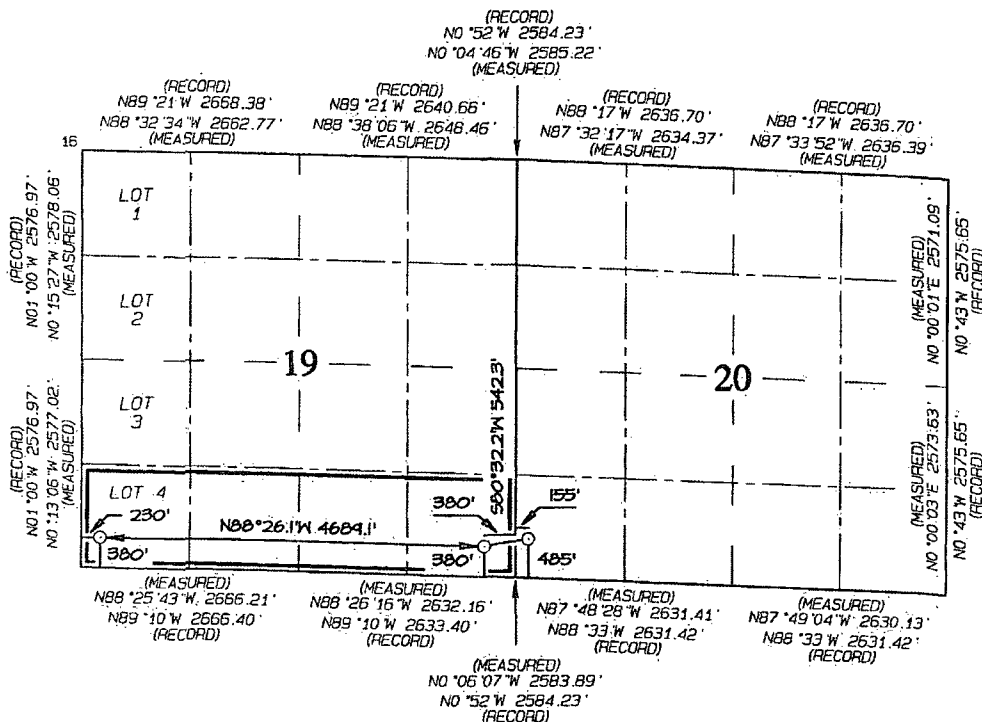 (RECORD)
N0 °52 'W 2584.23 '
N0 °04 '46 "W 2585.22 '
(MEASURED)
(RECORD)
N89 °21 'W 2668.38 '
N88 °32 '34 "W 2662.77 '
(MEASURED)
(RECORD)
N89 °21 'W 2640.66 '
N88 °38 '06 "W 2648.46 '
(MEASURED)
(RECORD)
N88 °17 'W 2636.70 '
N87 °32 '17 "W 2634.37 '
(MEASURED)
(RECORD)
N88 °17 'W 2636.70 '
N87 °33 '52 "W 2636.39 '
(MEASURED)
16
(RECORD)
N01 °00 'W 2576.97 '
N0 °15 '27 "W 2578.06 '
(MEASURED)
LOT
1
LOT
2
19
LOT
3
20
(MEASURED)
N0 °00 '01 "E 2571.09 '
N0 °43 'W 2575.65 '
(RECORD)
(RECORD)
N01 °00 'W 2576.97 '
N0 °13 '06 "W 2577.02 '
(MEASURED)
(MEASURED)
N0 °00 '03 "E 2573.63 '
N0 °43 'W 2575.65 '
(RECORD)
S80°32.2'W 542.3'
LOT 4
230'
N88°26.1'W 4689.1'
380'
155'
380'
380'
485'
(MEASURED)
N88 °25 '43 "W 2666.21 '
N89 °10 'W 2666.40 '
(RECORD)
(MEASURED)
N88 °26 '16 "W 2632.16 '
N89 °10 'W 2633.40 '
(RECORD)
(MEASURED)
N87 °48 '28 "W 2631.41 '
N88 °33 'W 2631.42 '
(RECORD)
(MEASURED)
N87 °49 '04 "W 2630.13 '
N88 °33 'W 2631.42 '
(RECORD)
(MEASURED)
N0 °06 '07 "W 2583.89 '
N0 °52 'W 2584.23 '
(RECORD)